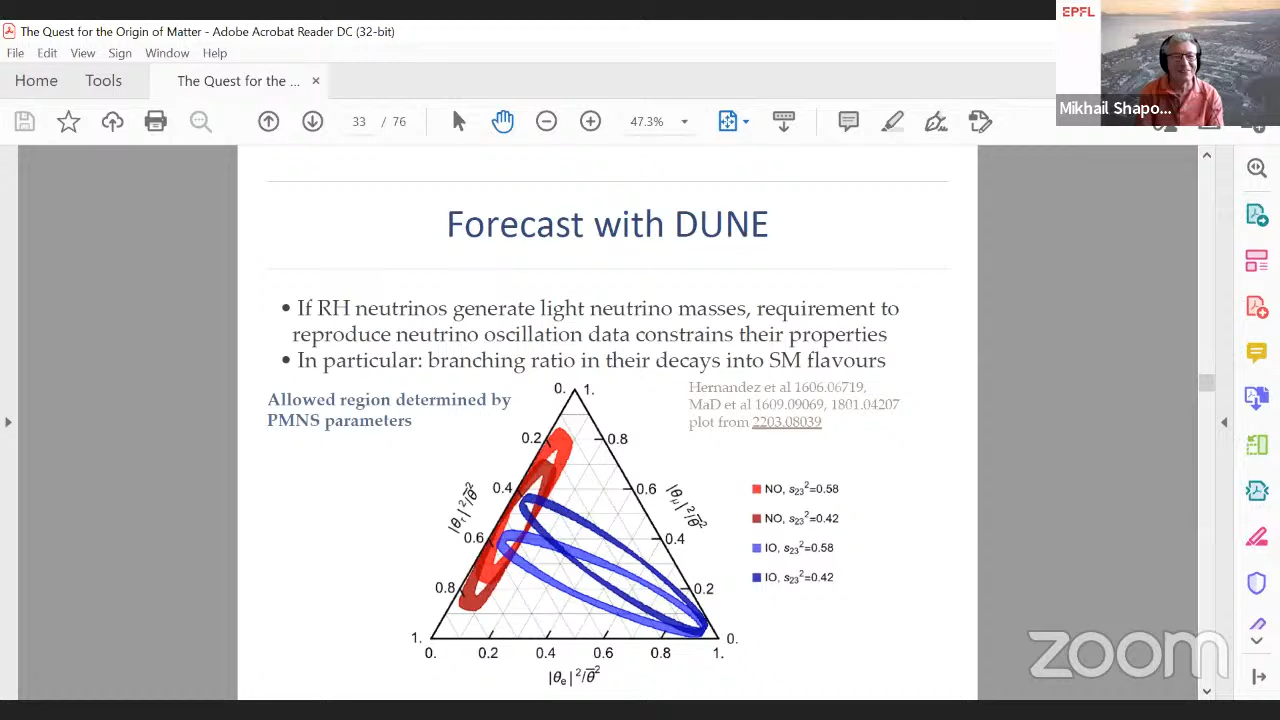 EPFL
The Quest for the Origin of Matter - Adobe Acrobat Reader DC (32-bit)
File Edit View Sign Window Help
Home Tools The Quest for the ... ×
33 / 76 47.3%
Mikhail Shapo...
Forecast with DUNE
• If RH neutrinos generate light neutrino masses, requirement to
reproduce neutrino oscillation data constrains their properties
• In particular: branching ratio in their decays into SM flavours
Allowed region determined by
PMNS parameters
Hernandez et al 1606.06719,
MaD et al 1609.09069, 1801.04207
plot from 2203.08039
0. 1.
0.2 0.8
0.4 0.6
|θτ|²/θ̄² |θμ|²/θ̄²
0.6 0.4
0.8 0.2
1. 0.
0. 0.2 0.4 0.6 0.8 1.
|θe|²/θ̄²
NO, s₂₃²=0.58
NO, s₂₃²=0.42
IO, s₂₃²=0.58
IO, s₂₃²=0.42
zoom